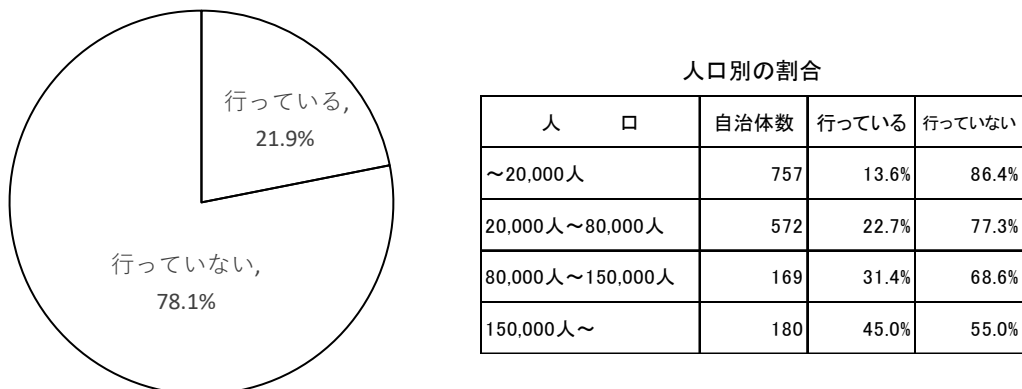 行っている,
21.9%
行っていない,
78.1%
人口別の割合
人 口 自治体数 行っている 行っていない
～20,000人 757 13.6% 86.4%
20,000人～80,000人 572 22.7% 77.3%
80,000人～150,000人 169 31.4% 68.6%
150,000人～ 180 45.0% 55.0%